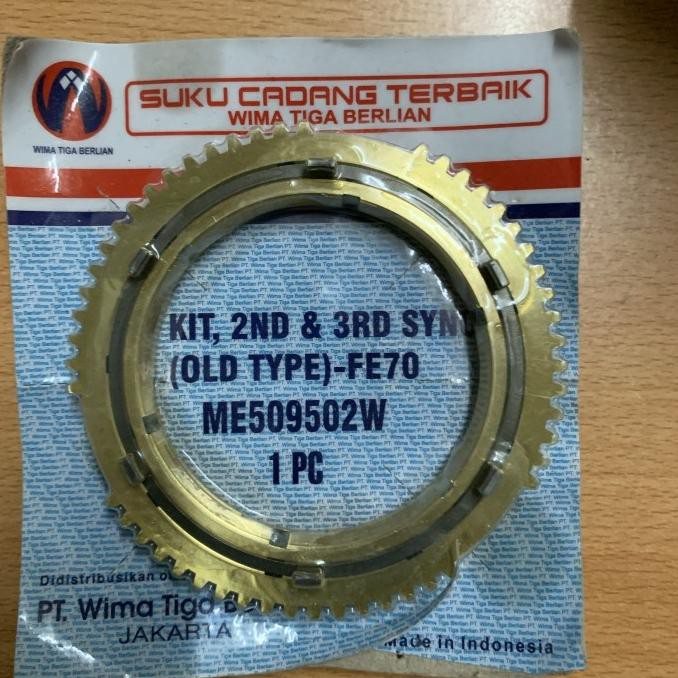 SUKU CADANG TERBAIK
WIMA TIGA BERLIAN
WIMA TIGA BERLIAN
KIT, 2ND & 3RD SYNC
(OLD TYPE)-FE70
ME509502W
1 PC
Didistribusikan
PT. Wima Tiga
JAKARTA
Made in Indonesia